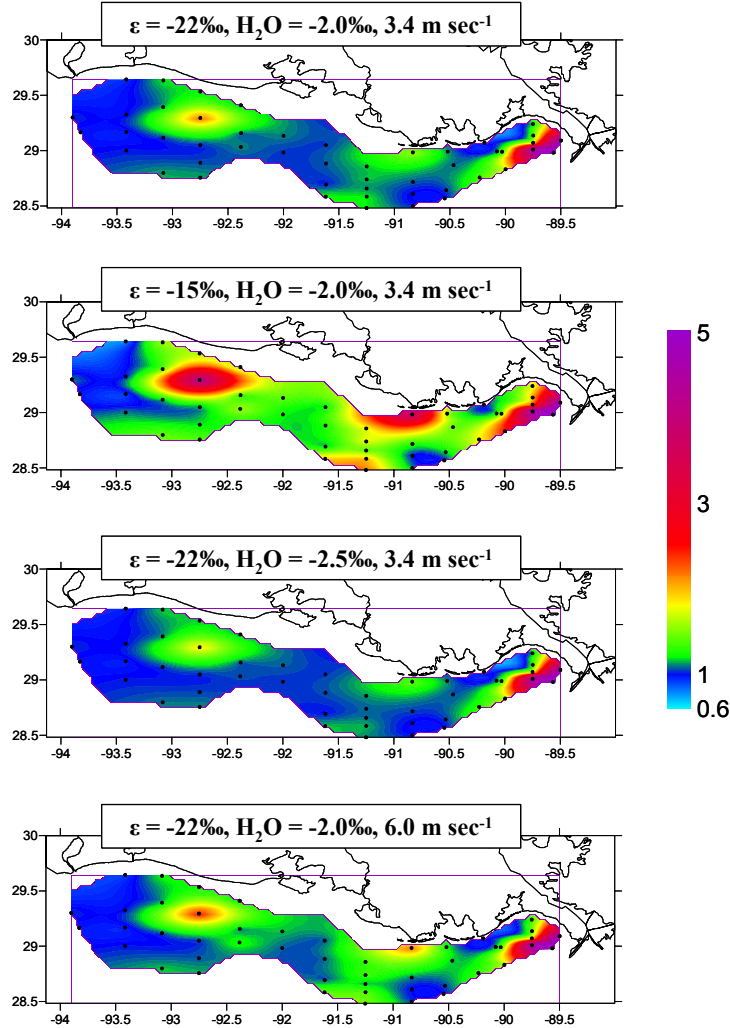 ε = -22‰, H₂O = -2.0‰, 3.4 m sec⁻¹
30
29.5
29
28.5
-94 -93.5 -93 -92.5 -92 -91.5 -91 -90.5 -90 -89.5
ε = -15‰, H₂O = -2.0‰, 3.4 m sec⁻¹
30
29.5
29
28.5
-94 -93.5 -93 -92.5 -92 -91.5 -91 -90.5 -90 -89.5
5
3
1
0.6
ε = -22‰, H₂O = -2.5‰, 3.4 m sec⁻¹
30
29.5
29
28.5
-94 -93.5 -93 -92.5 -92 -91.5 -91 -90.5 -90 -89.5
ε = -22‰, H₂O = -2.0‰, 6.0 m sec⁻¹
30
29.5
29
28.5
-94 -93.5 -93 -92.5 -92 -91.5 -91 -90.5 -90 -89.5